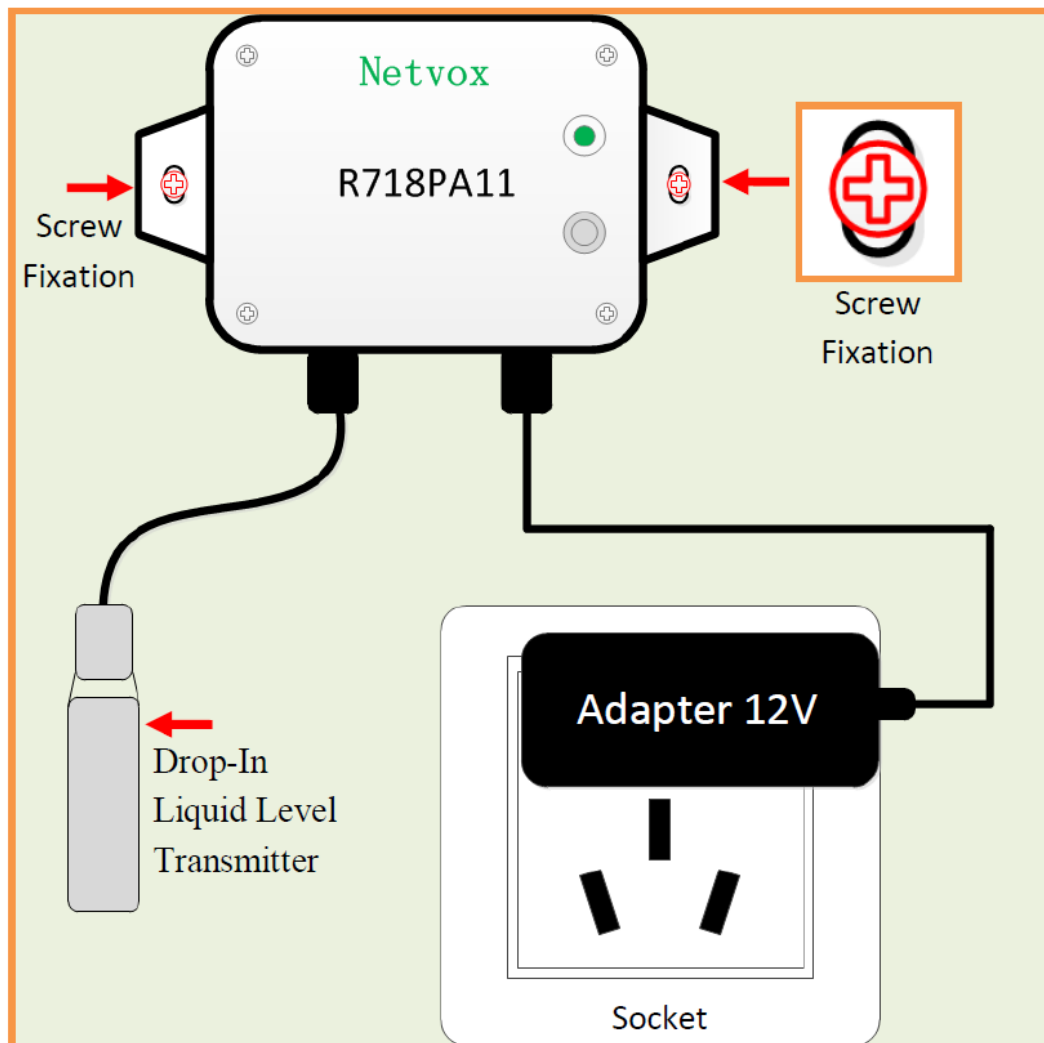 Netvox
R718PA11
Screw
Fixation
Screw
Fixation
Adapter 12V
Drop-In
Liquid Level
Transmitter
Socket